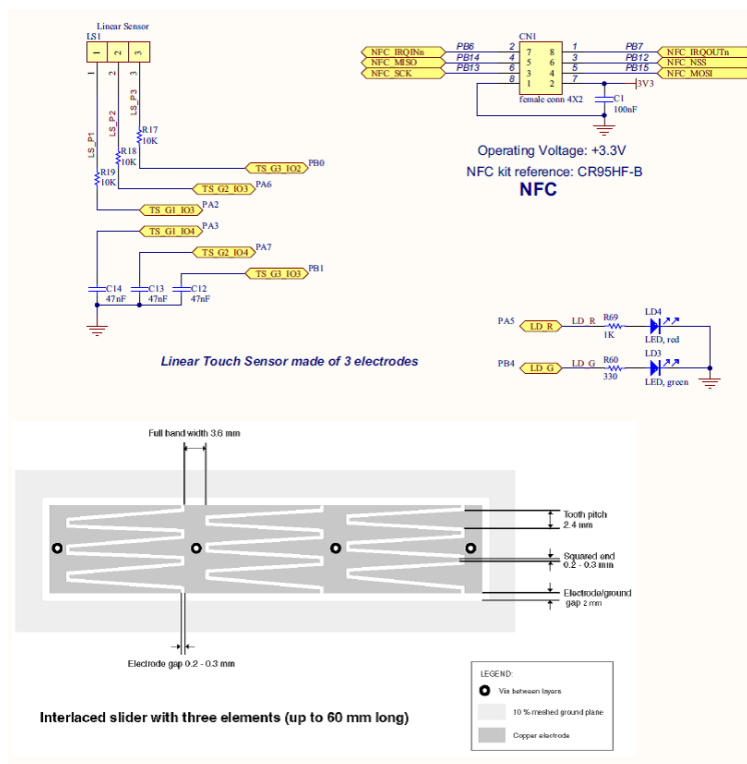 Linear Sensor
LS1
1 2 3
1 2 3
LS_P1
LS_P2
LS_P3
R17
10K
R18
10K
R19
10K
TS_G3_IO2 PB0
TS_G2_IO3 PA6
TS_G1_IO3 PA2
TS_G1_IO4 PA3
TS_G2_IO4 PA7
TS_G3_IO3 PB1
C14 C13 C12
47nF 47nF 47nF
Linear Touch Sensor made of 3 electrodes
CN1
NFC_IRQINn PB6 2 7 8 1 PB7 NFC_IRQOUTn
NFC_MISO PB14 4 5 6 3 PB12 NFC_NSS
NFC_SCK PB13 6 3 4 5 PB15 NFC_MOSI
8 1 2 7 3V3
female conn 4X2
C1
100nF
Operating Voltage: +3.3V
NFC kit reference: CR95HF-B
NFC
PA5 LD_R LD_R R69 LD4
1K LED, red
PB4 LD_G LD_G R60 LD3
330 LED, green
Full band width 3.6 mm
Tooth pitch
2.4 mm
Squared end
0.2 - 0.3 mm
Electrode/ground
gap 2 mm
Electrode gap 0.2 - 0.3 mm
Interlaced slider with three elements (up to 60 mm long)
LEGEND:
Via between layers
10 % meshed ground plane
Copper electrode